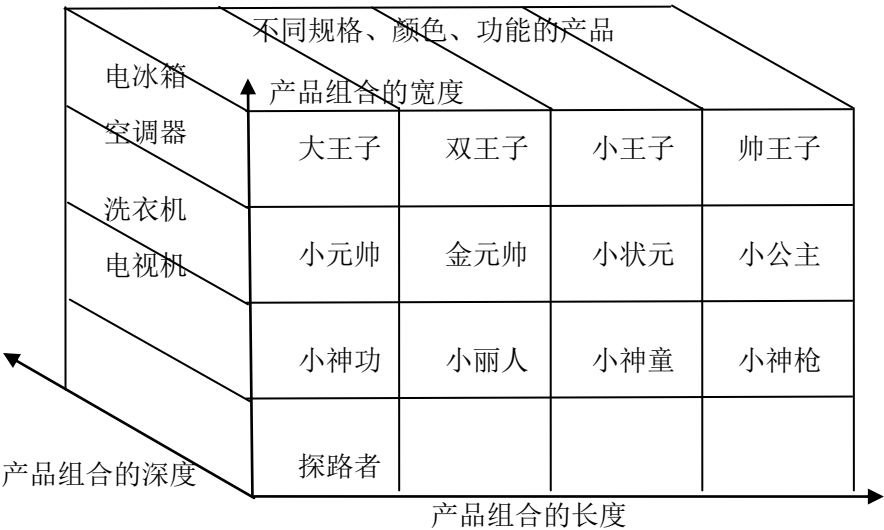 不同规格、颜色、功能的产品
电冰箱
产品组合的宽度
空调器
大王子 双王子 小王子 帅王子
洗衣机
小元帅 金元帅 小状元 小公主
电视机
小神功 小丽人 小神童 小神枪
探路者
产品组合的深度
产品组合的长度